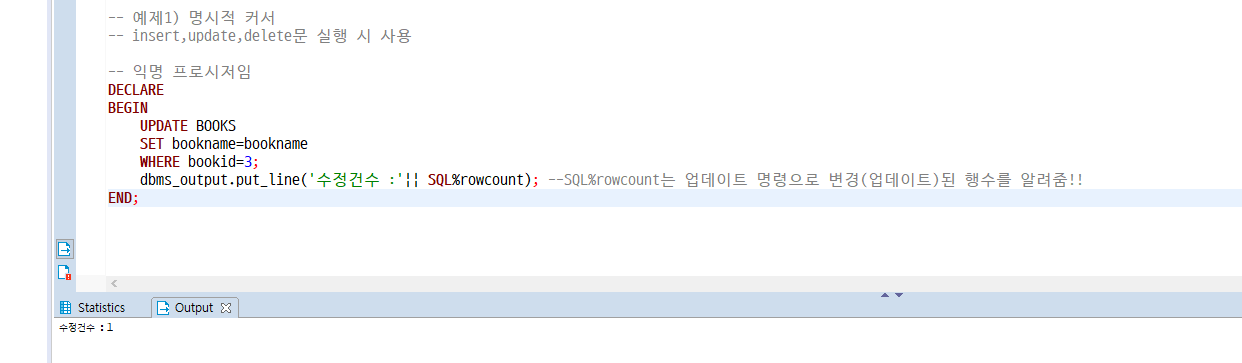 -- 예제1) 명시적 커서
-- insert,update,delete문 실행 시 사용
-- 익명 프로시저임
DECLARE
BEGIN
    UPDATE BOOKS
    SET bookname=bookname
    WHERE bookid=3;
    dbms_output.put_line('수정건수 :'|| SQL%rowcount); --SQL%rowcount는 업데이트 명령으로 변경(업데이트)된 행수를 알려줌!!
END;
Statistics Output
수정건수 :1